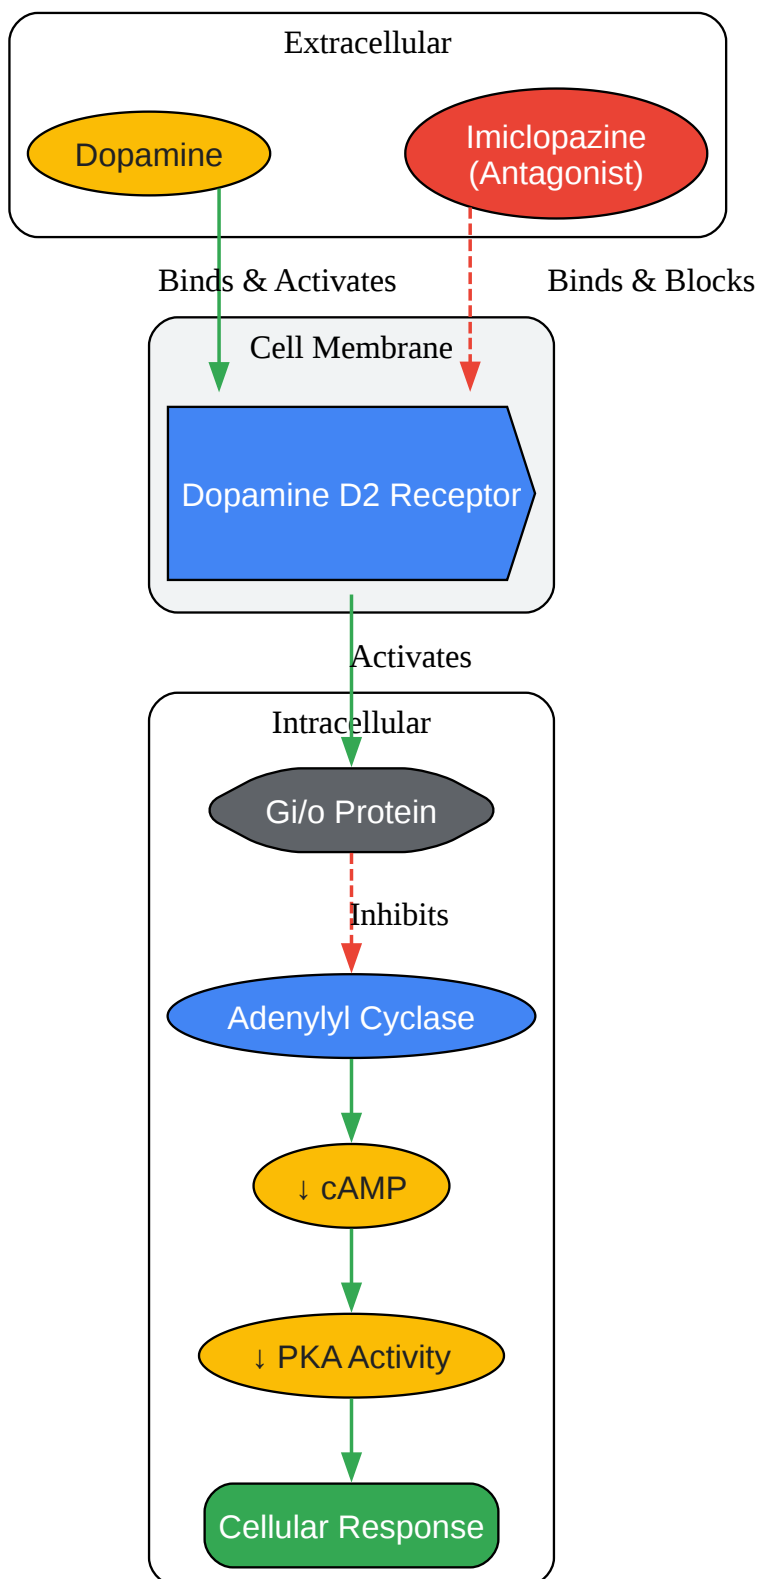 Extracellular
Dopamine
Imiclopazine
(Antagonist)
Binds & Activates
Binds & Blocks
Cell Membrane
Dopamine D2 Receptor
Activates
Intracellular
Gi/o Protein
Inhibits
Adenylyl Cyclase
↓ cAMP
↓ PKA Activity
Cellular Response